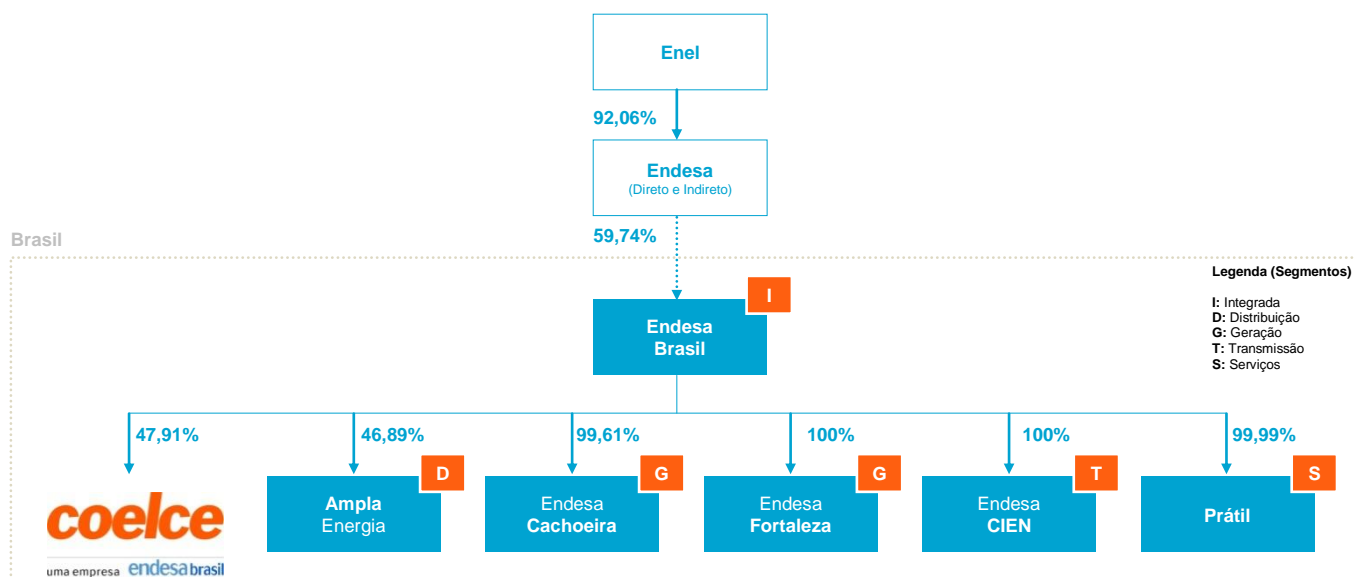 Enel
92,06%
Endesa
(Direto e Indireto)
59,74%
Brasil
Legenda (Segmentos)
I: Integrada
D: Distribuição
G: Geração
T: Transmissão
S: Serviços
I
Endesa
Brasil
47,91%
46,89%
99,61%
100%
100%
99,99%
coelce
uma empresa endesa brasil
D
Ampla
Energia
G
Endesa
Cachoeira
G
Endesa
Fortaleza
T
Endesa
CIEN
S
Prátil